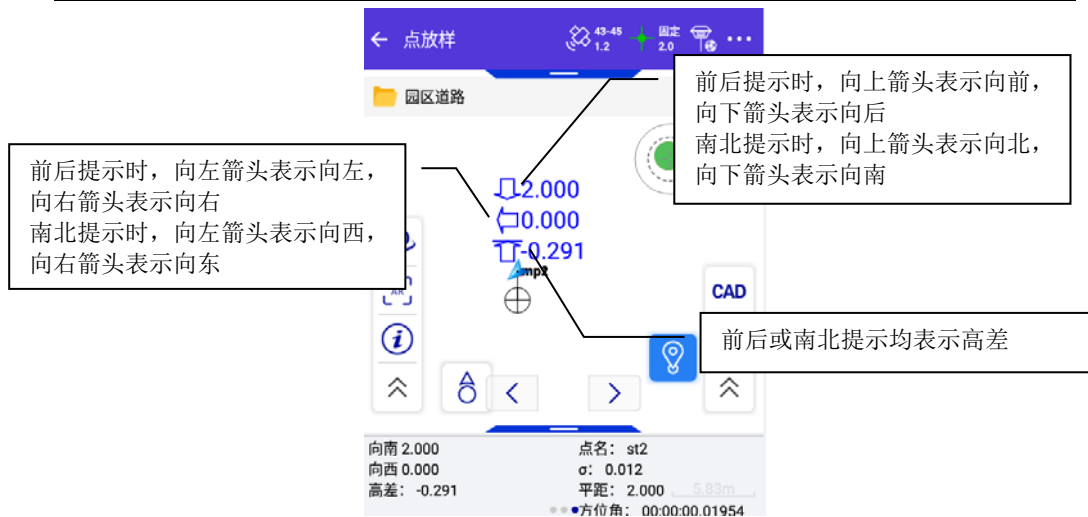 点放样
43-45
1.2
固定
2.0
园区道路
前后提示时，向上箭头表示向前，
向下箭头表示向后
南北提示时，向上箭头表示向北，
向下箭头表示向南
前后提示时，向左箭头表示向左，
向右箭头表示向右
南北提示时，向左箭头表示向西，
向右箭头表示向东
2.000
0.000
-0.291
mp2
AR
CAD
前后或南北提示均表示高差
向南 2.000
点名： st2
向西 0.000
σ： 0.012
高差： -0.291
平距： 2.000
5.83m
方位角： 00:00:00.01954